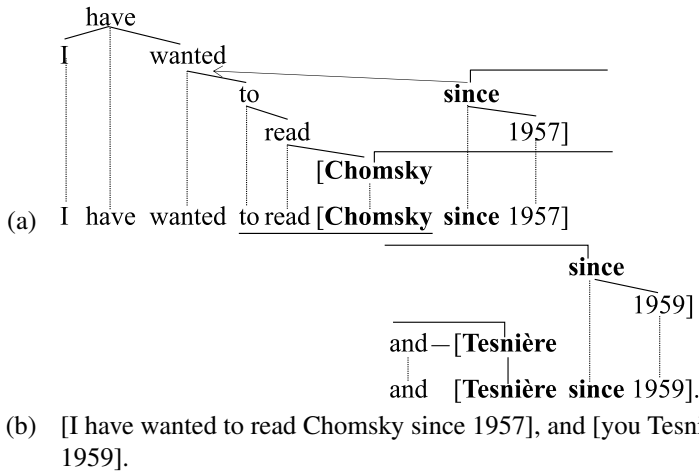 have
I wanted
to since
read 1957]
[Chomsky
(a) I have wanted to read [Chomsky since 1957]
since
1959]
and – [Tesnière
and [Tesnière since 1959].
(b) [I have wanted to read Chomsky since 1957], and [you
1959].